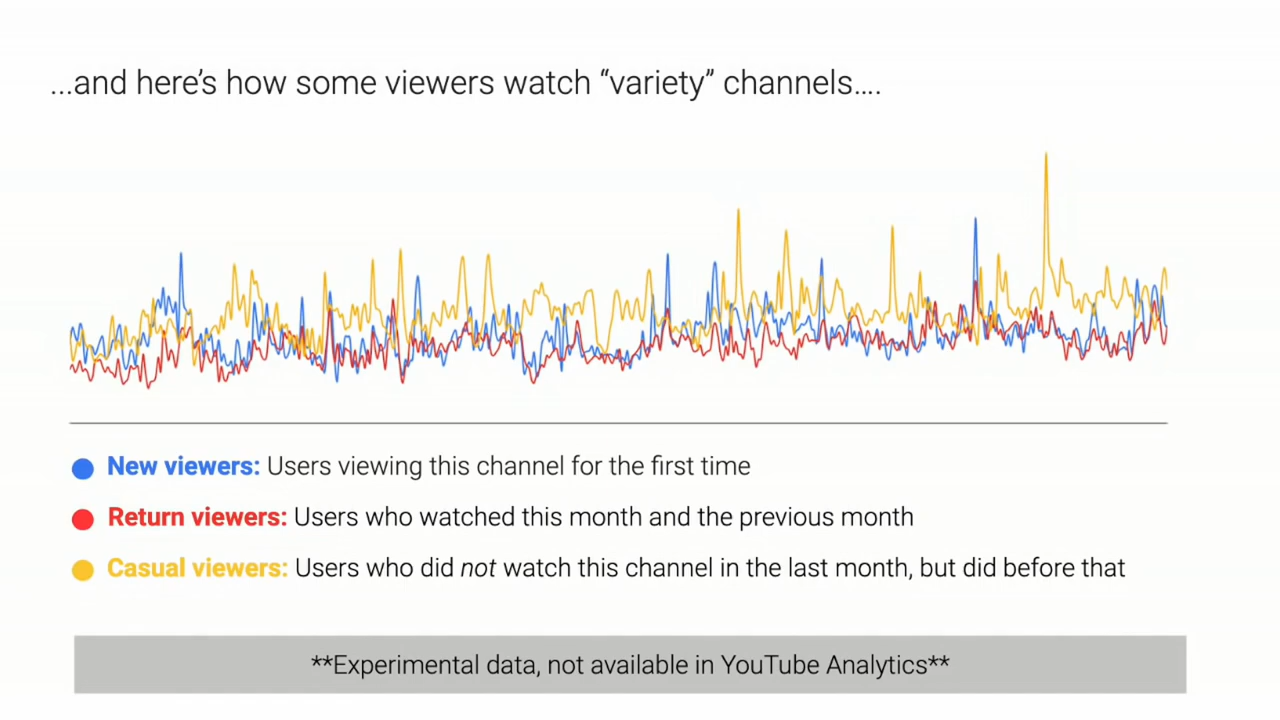 ...and here’s how some viewers watch “variety” channels....
New viewers: Users viewing this channel for the first time
Return viewers: Users who watched this month and the previous month
Casual viewers: Users who did not watch this channel in the last month, but did before that
**Experimental data, not available in YouTube Analytics**